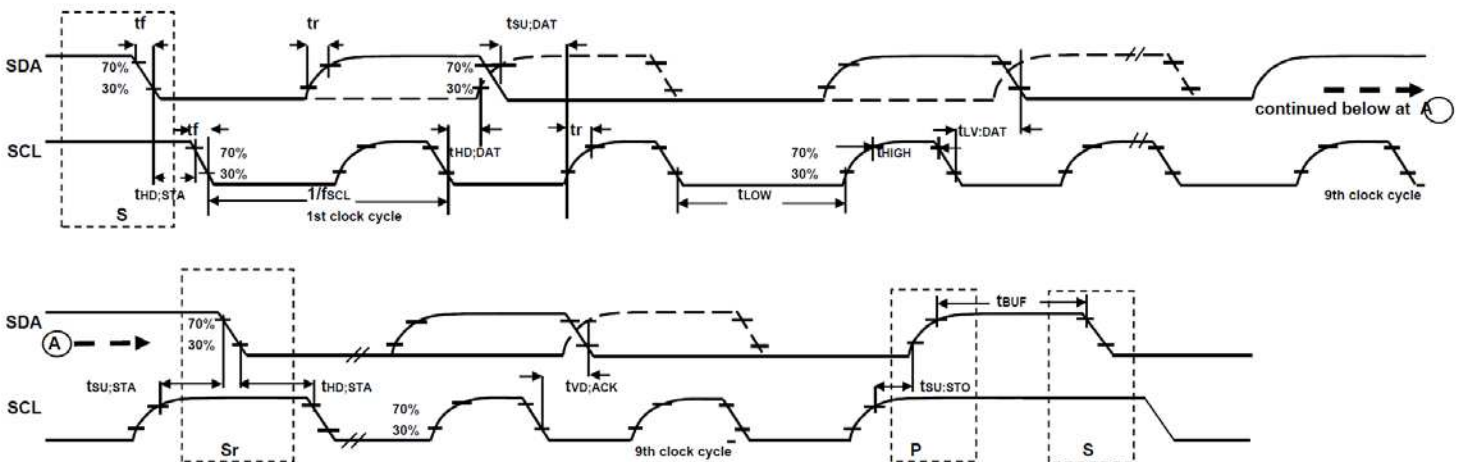 tf
tr
tSU;DAT
SDA
70%
30%
70%
30%
continued below at A
tf
tr
tLV:DAT
SCL
70%
30%
tHD;DAT
70%
30%
tHIGH
tHD;STA
1/fSCL
tLOW
S
1st clock cycle
9th clock cycle
tBUF
SDA
A
70%
30%
tSU;STA
tHD;STA
tVD;ACK
tSU:STO
SCL
70%
30%
Sr
9th clock cycle
P
S